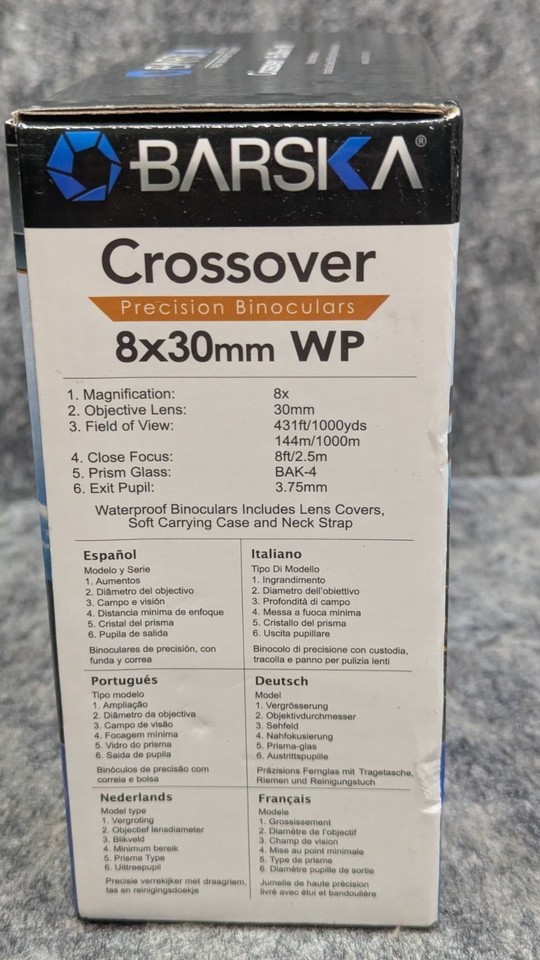 BARSKA®
Crossover
Precision Binoculars
8x30mm WP
1. Magnification: 8x
2. Objective Lens: 30mm
3. Field of View: 431ft/1000yds
144m/1000m
4. Close Focus: 8ft/2.5m
5. Prism Glass: BAK-4
6. Exit Pupil: 3.75mm
Waterproof Binoculars Includes Lens Covers,
Soft Carrying Case and Neck Strap
Español
Modelo y Serie
1. Aumentos
2. Diâmetro del objectivo
3. Campo e visión
4. Distancia minima de enfoque
5. Cristal del prisma
6. Pupila de salida
Binoculares de precisión, con
funda y correa
Italiano
Tipo Di Modello
1. Ingrandimento
2. Diametro dell'obiettivo
3. Profondità di campo
4. Messa a fuoca minima
5. Cristallo del prisma
6. Uscita pupillare
Binocolo di precisione con custodia,
tracolla e panno per pulizia lenti
Portugués
Tipo modelo
1. Ampliação
2. Diâmetro da objectiva
3. Campo de visão
4. Focagem minima
5. Vidro do prisma
6. Saida de pupila
Binóculos de precisão com
correia e bolsa
Deutsch
Model
1. Vergrösserung
2. Objektivdurchmesser
3. Sehfeld
4. Nahfokusierung
5. Prisma-glas
6. Austrittspupille
Präzisions Fernglas mit Tragetasche,
Riemen und Reinigungstuch
Nederlands
Model type
1. Vergroting
2. Objectief lensdiameter
3. Blikveld
4. Minimum bereik
5. Prisma Type
6. Uittreepupil
Precisie verrekijker met draagriem,
tas en reinigingsdoekje
Français
Modele
1. Grossissement
2. Diamètre de l'objectif
3. Champ de vision
4. Mise au point minimale
5. Type de prisme
6. Diamètre pupille de sortie
Jumelle de haute précision
livré avec étui et bandoulière